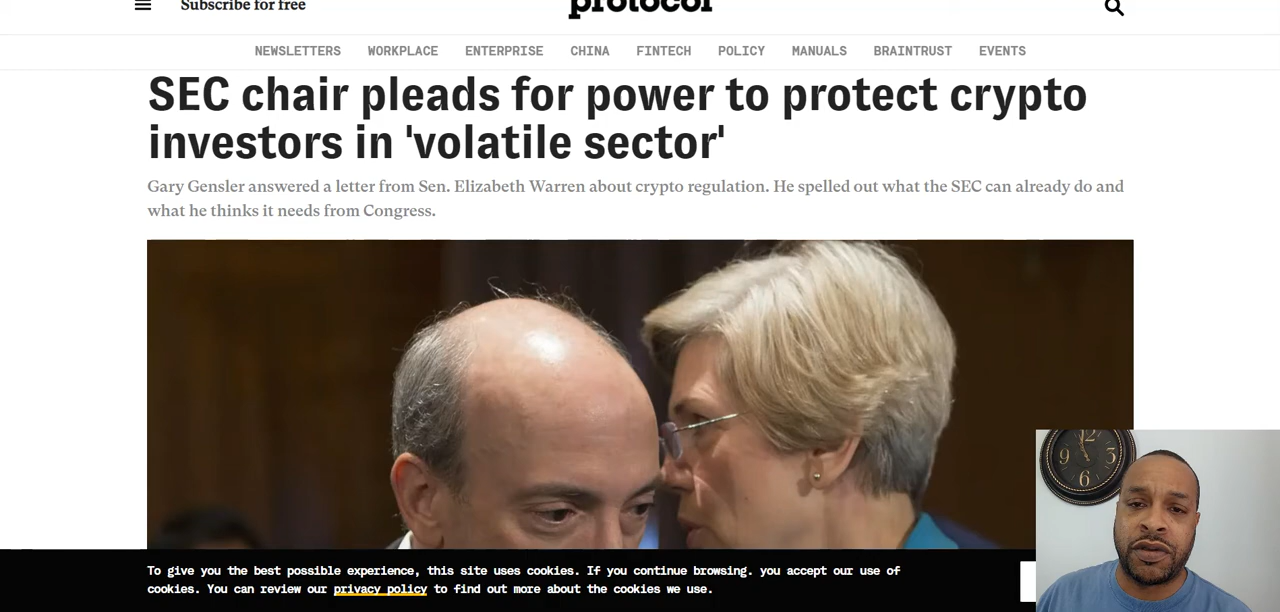 Subscribe for free
protocol
NEWSLETTERS WORKPLACE ENTERPRISE CHINA FINTECH POLICY MANUALS BRAINTRUST EVENTS
SEC chair pleads for power to protect crypto
investors in 'volatile sector'
Gary Gensler answered a letter from Sen. Elizabeth Warren about crypto regulation. He spelled out what the SEC can already do and
what he thinks it needs from Congress.
12
9 3
6
To give you the best possible experience, this site uses cookies. If you continue browsing. you accept our use of
cookies. You can review our privacy policy to find out more about the cookies we use.